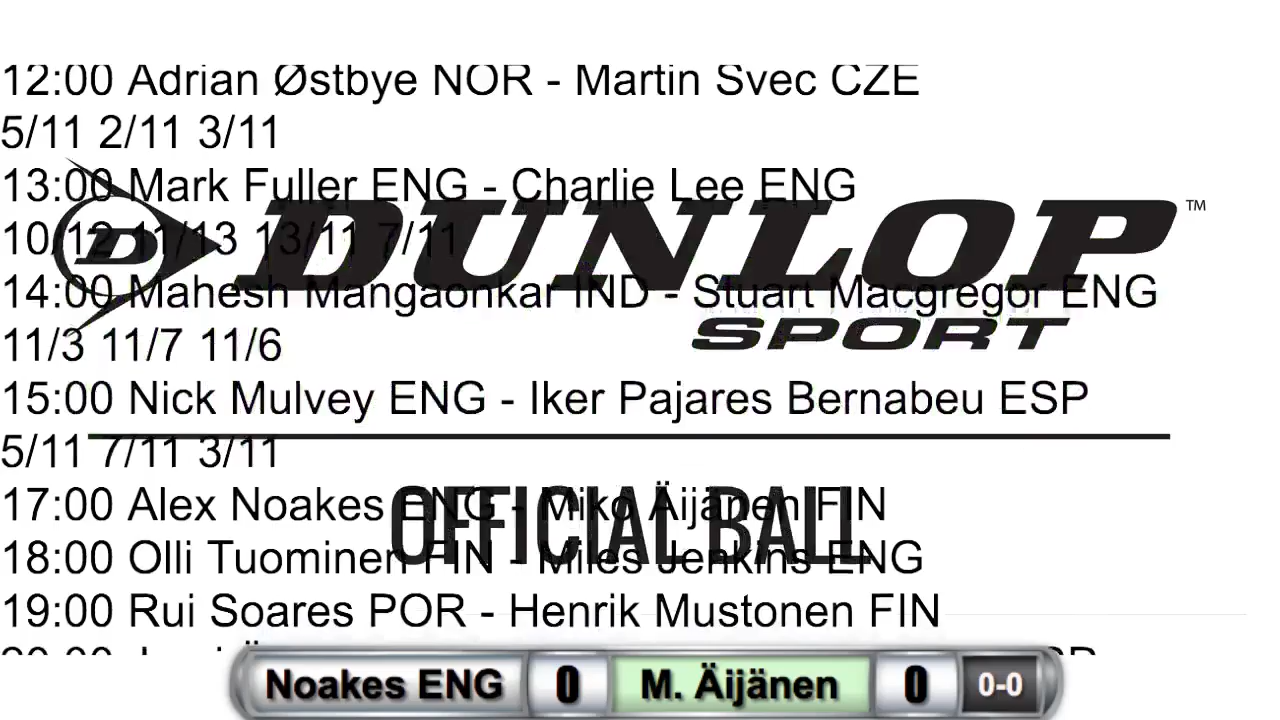 12:00 Adrian Østbye NOR - Martin Svec CZE
5/11 2/11 3/11
13:00 Mark Fuller ENG - Charlie Lee ENG
10/12 11/13 13/11 7/11
DUNLOP™
14:00 Mahesh Mangaonkar IND - Stuart Macgregor ENG
SPORT
11/3 11/7 11/6
15:00 Nick Mulvey ENG - Iker Pajares Bernabeu ESP
5/11 7/11 3/11
17:00 Alex Noakes ENG - Miko Äijänen FIN
OFFICIAL BALL
18:00 Olli Tuominen FIN - Miles Jenkins ENG
19:00 Rui Soares POR - Henrik Mustonen FIN
Noakes ENG 0 M. Äijänen 0 0-0